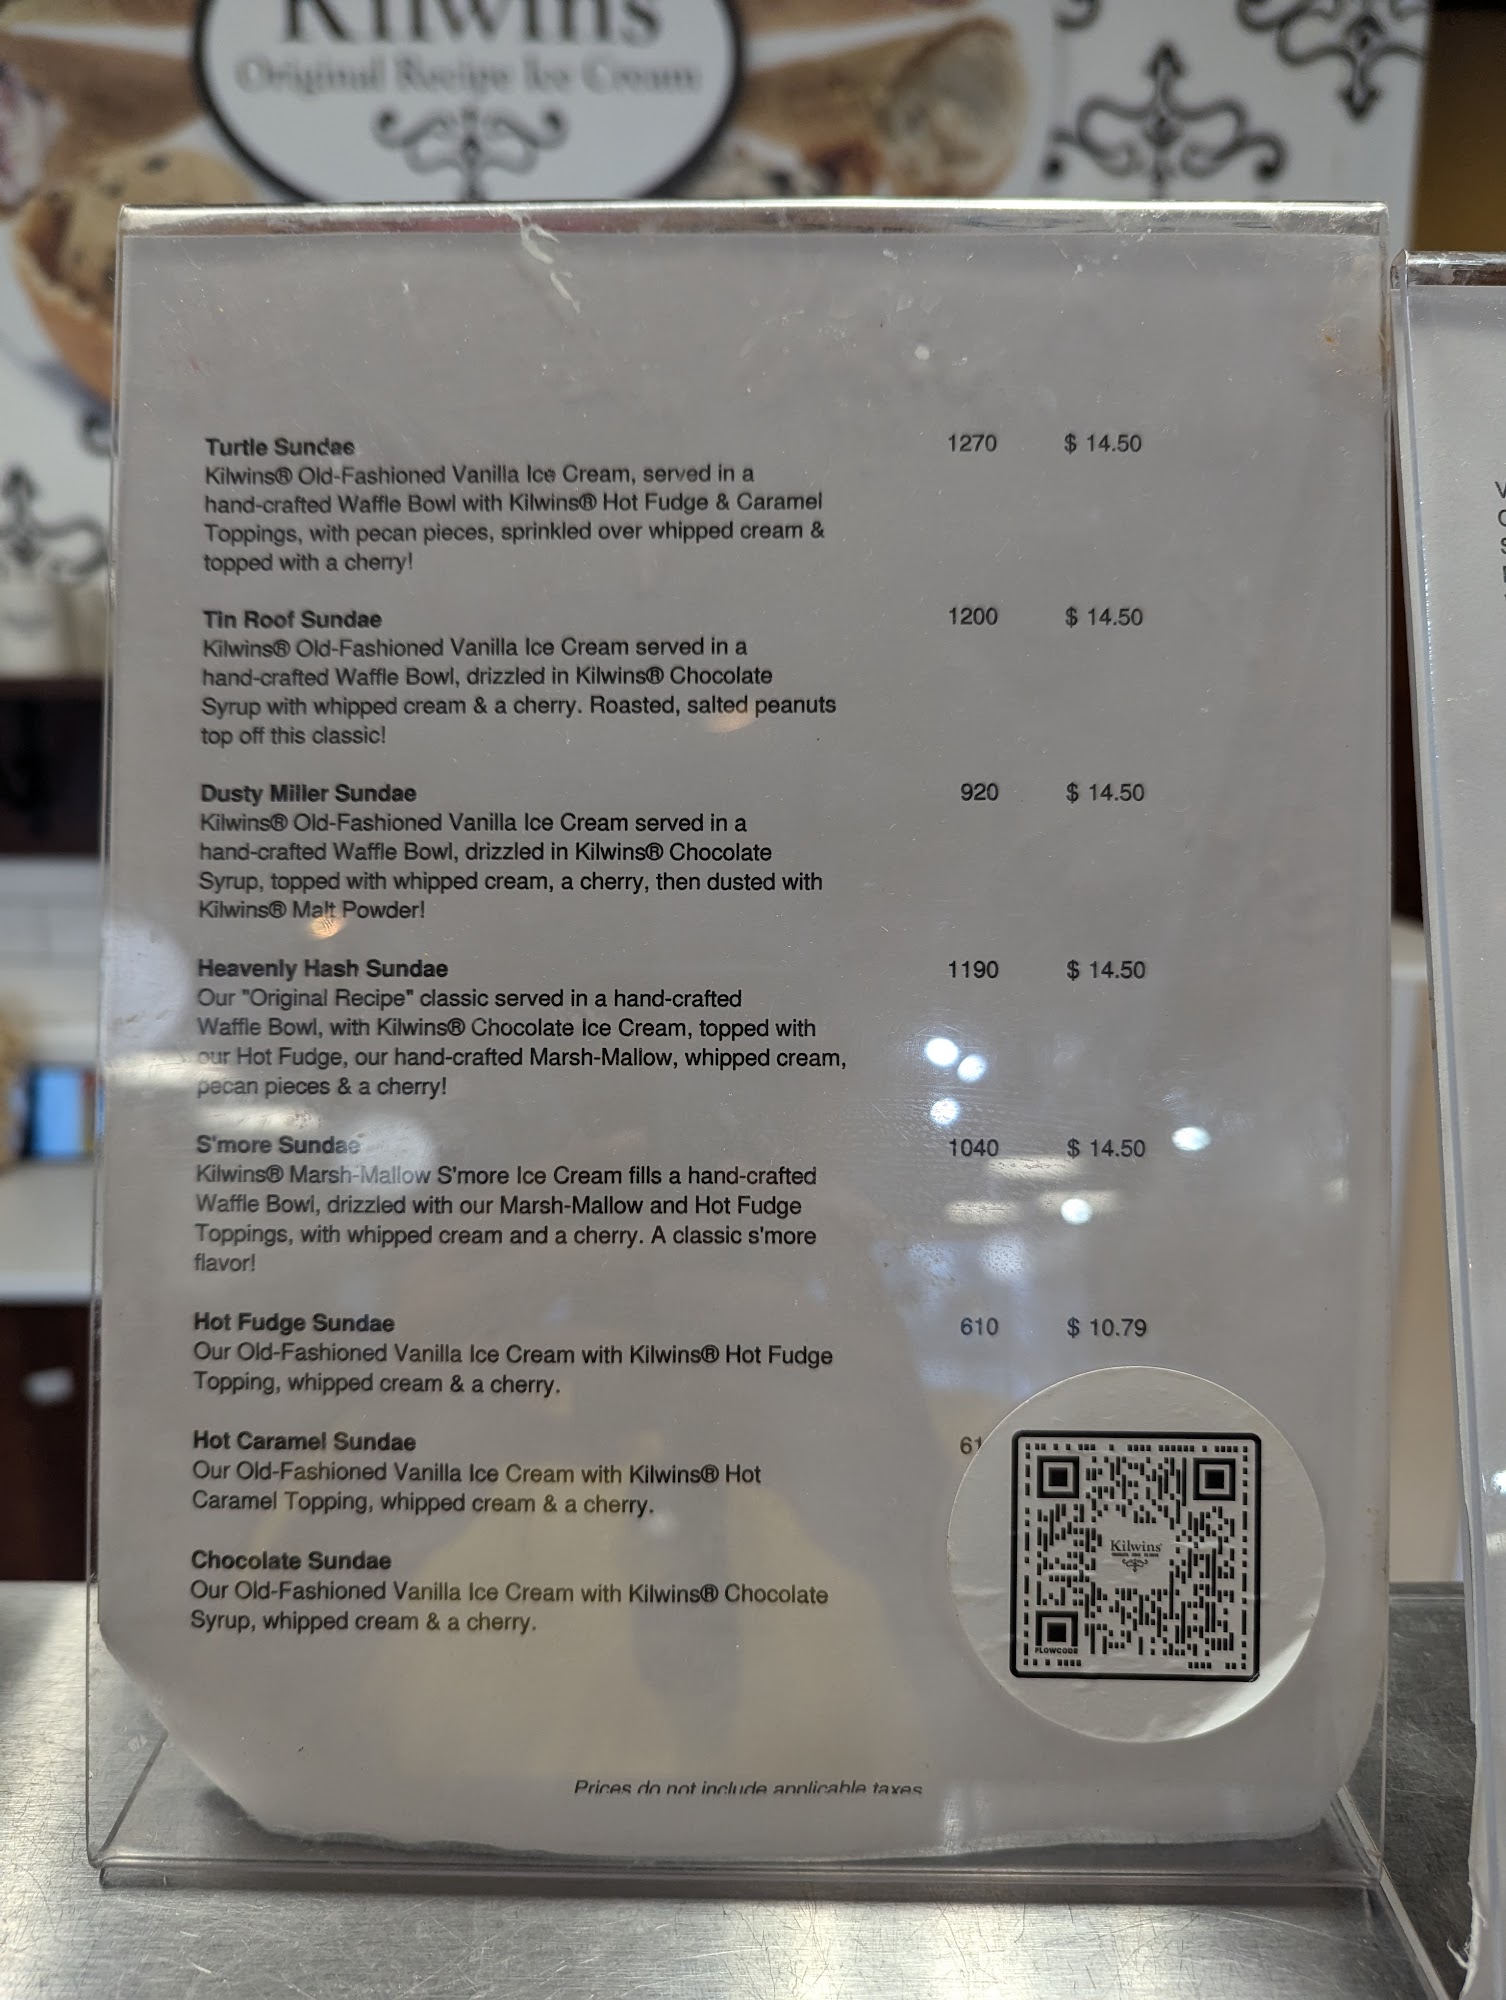 Kilwins
Original Recipe Ice Cream
Turtle Sundae 1270 $ 14.50
Kilwins® Old-Fashioned Vanilla Ice Cream, served in a
hand-crafted Waffle Bowl with Kilwins® Hot Fudge & Caramel
Toppings, with pecan pieces, sprinkled over whipped cream &
topped with a cherry!
Tin Roof Sundae 1200 $ 14.50
Kilwins® Old-Fashioned Vanilla Ice Cream served in a
hand-crafted Waffle Bowl, drizzled in Kilwins® Chocolate
Syrup with whipped cream & a cherry. Roasted, salted peanuts
top off this classic!
Dusty Miller Sundae 920 $ 14.50
Kilwins® Old-Fashioned Vanilla Ice Cream served in a
hand-crafted Waffle Bowl, drizzled in Kilwins® Chocolate
Syrup, topped with whipped cream, a cherry, then dusted with
Kilwins® Malt Powder!
Heavenly Hash Sundae 1190 $ 14.50
Our "Original Recipe" classic served in a hand-crafted
Waffle Bowl, with Kilwins® Chocolate Ice Cream, topped with
our Hot Fudge, our hand-crafted Marsh-Mallow, whipped cream,
pecan pieces & a cherry!
S'more Sundae 1040 $ 14.50
Kilwins® Marsh-Mallow S'more Ice Cream fills a hand-crafted
Waffle Bowl, drizzled with our Marsh-Mallow and Hot Fudge
Toppings, with whipped cream and a cherry. A classic s'more
flavor!
Hot Fudge Sundae 610 $ 10.79
Our Old-Fashioned Vanilla Ice Cream with Kilwins® Hot Fudge
Topping, whipped cream & a cherry.
Hot Caramel Sundae 61
Our Old-Fashioned Vanilla Ice Cream with Kilwins® Hot
Caramel Topping, whipped cream & a cherry.
Chocolate Sundae
Our Old-Fashioned Vanilla Ice Cream with Kilwins® Chocolate
Syrup, whipped cream & a cherry.
Kilwins
FLOWCODE
Prices do not include applicable taxes